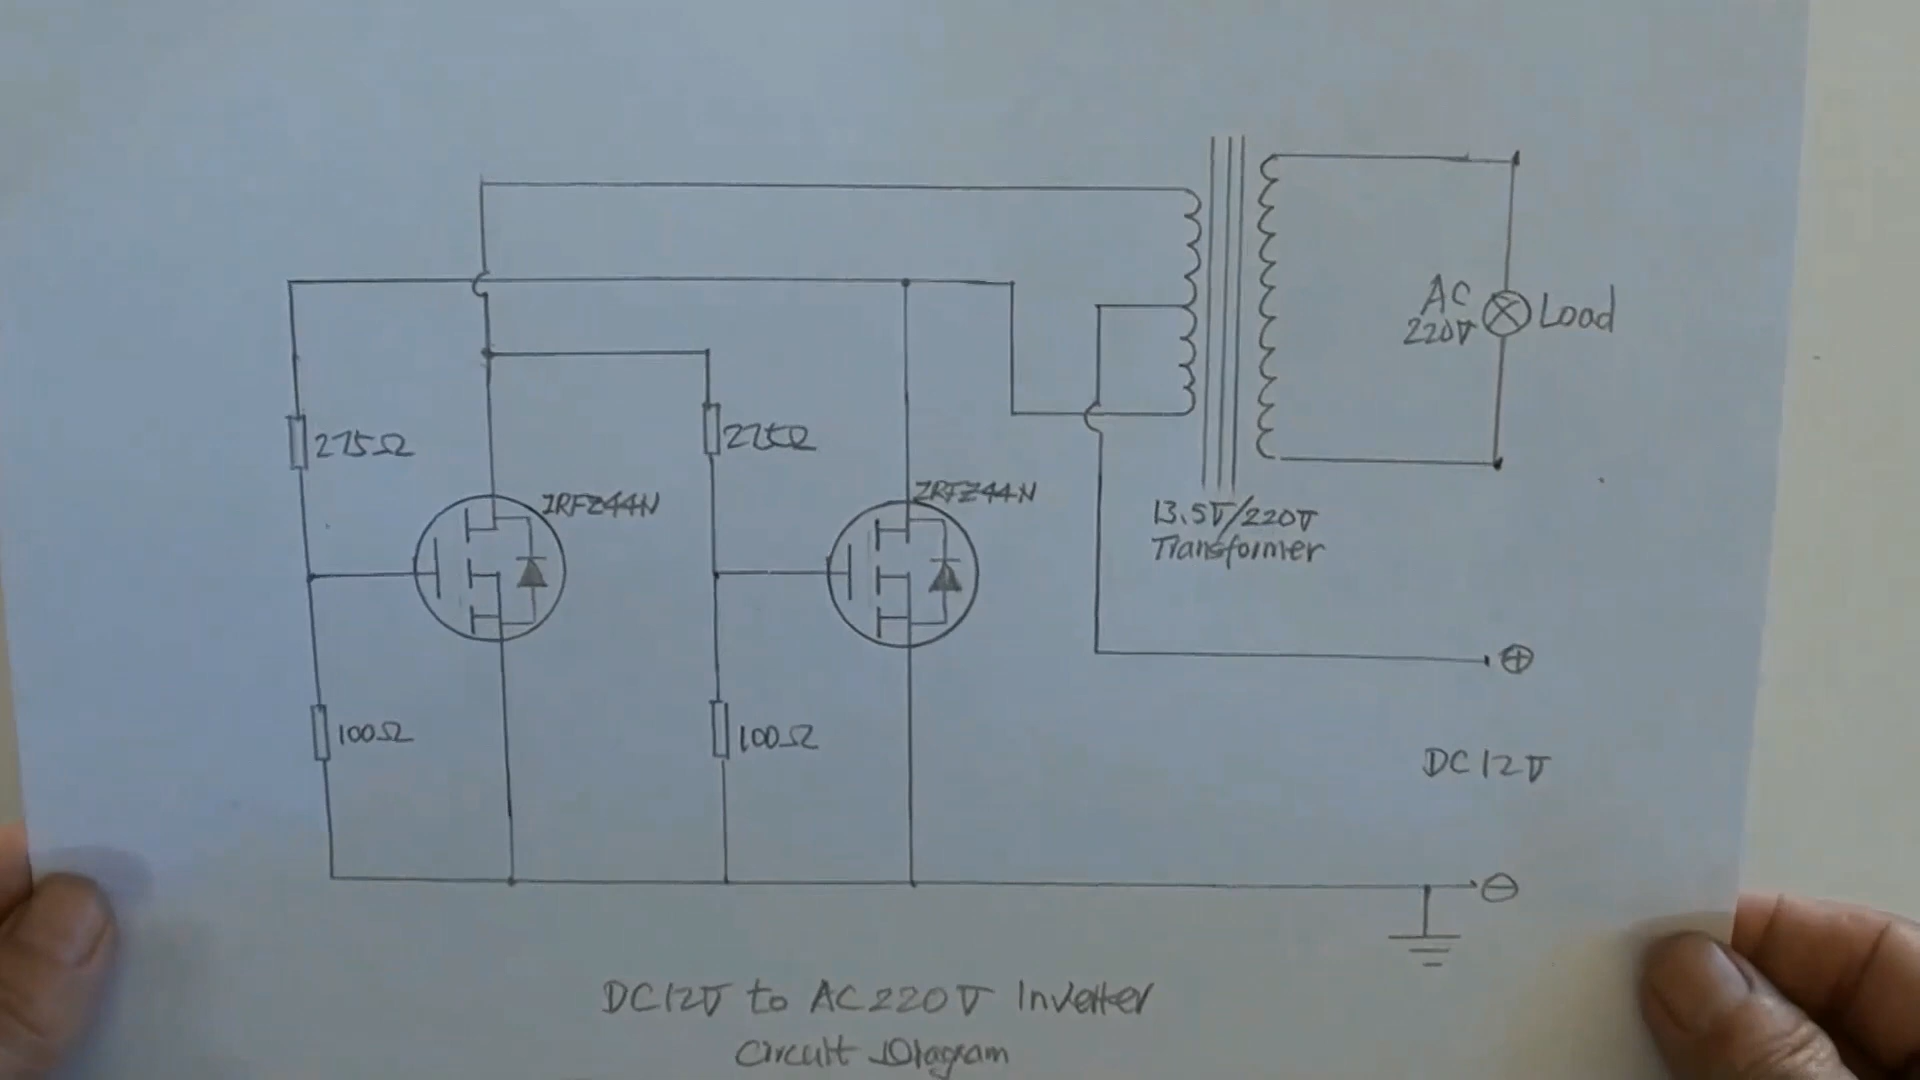 AC
220V
Load
275Ω
275Ω
IRFZ44N
IRFZ44N
13.5V/220V
Transformer
100Ω
100Ω
DC 12V
DC12V to AC220V Inverter
Circuit Diagram